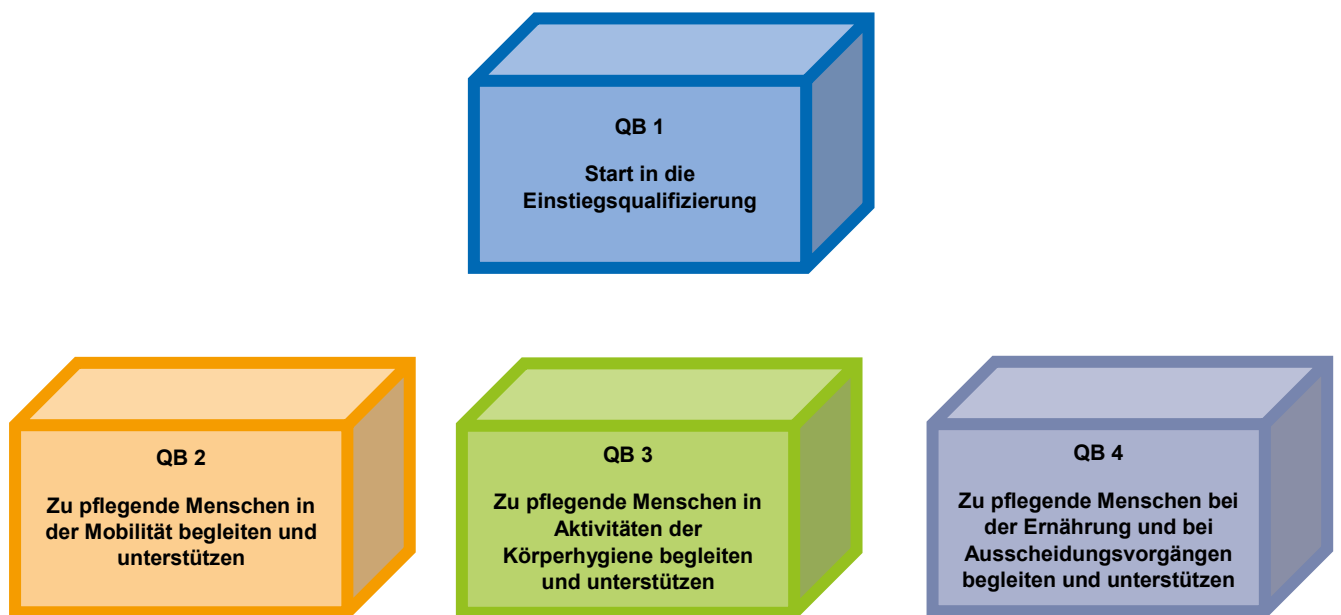 QB 1
Start in die
Einstiegsqualifizierung
QB 2
Zu pflegende Menschen in
der Mobilität begleiten und
unterstützen
QB 3
Zu pflegende Menschen in
Aktivitäten der
Körperhygiene begleiten
und unterstützen
QB 4
Zu pflegende Menschen bei
der Ernährung und bei
Ausscheidungsvorgängen
begleiten und unterstützen